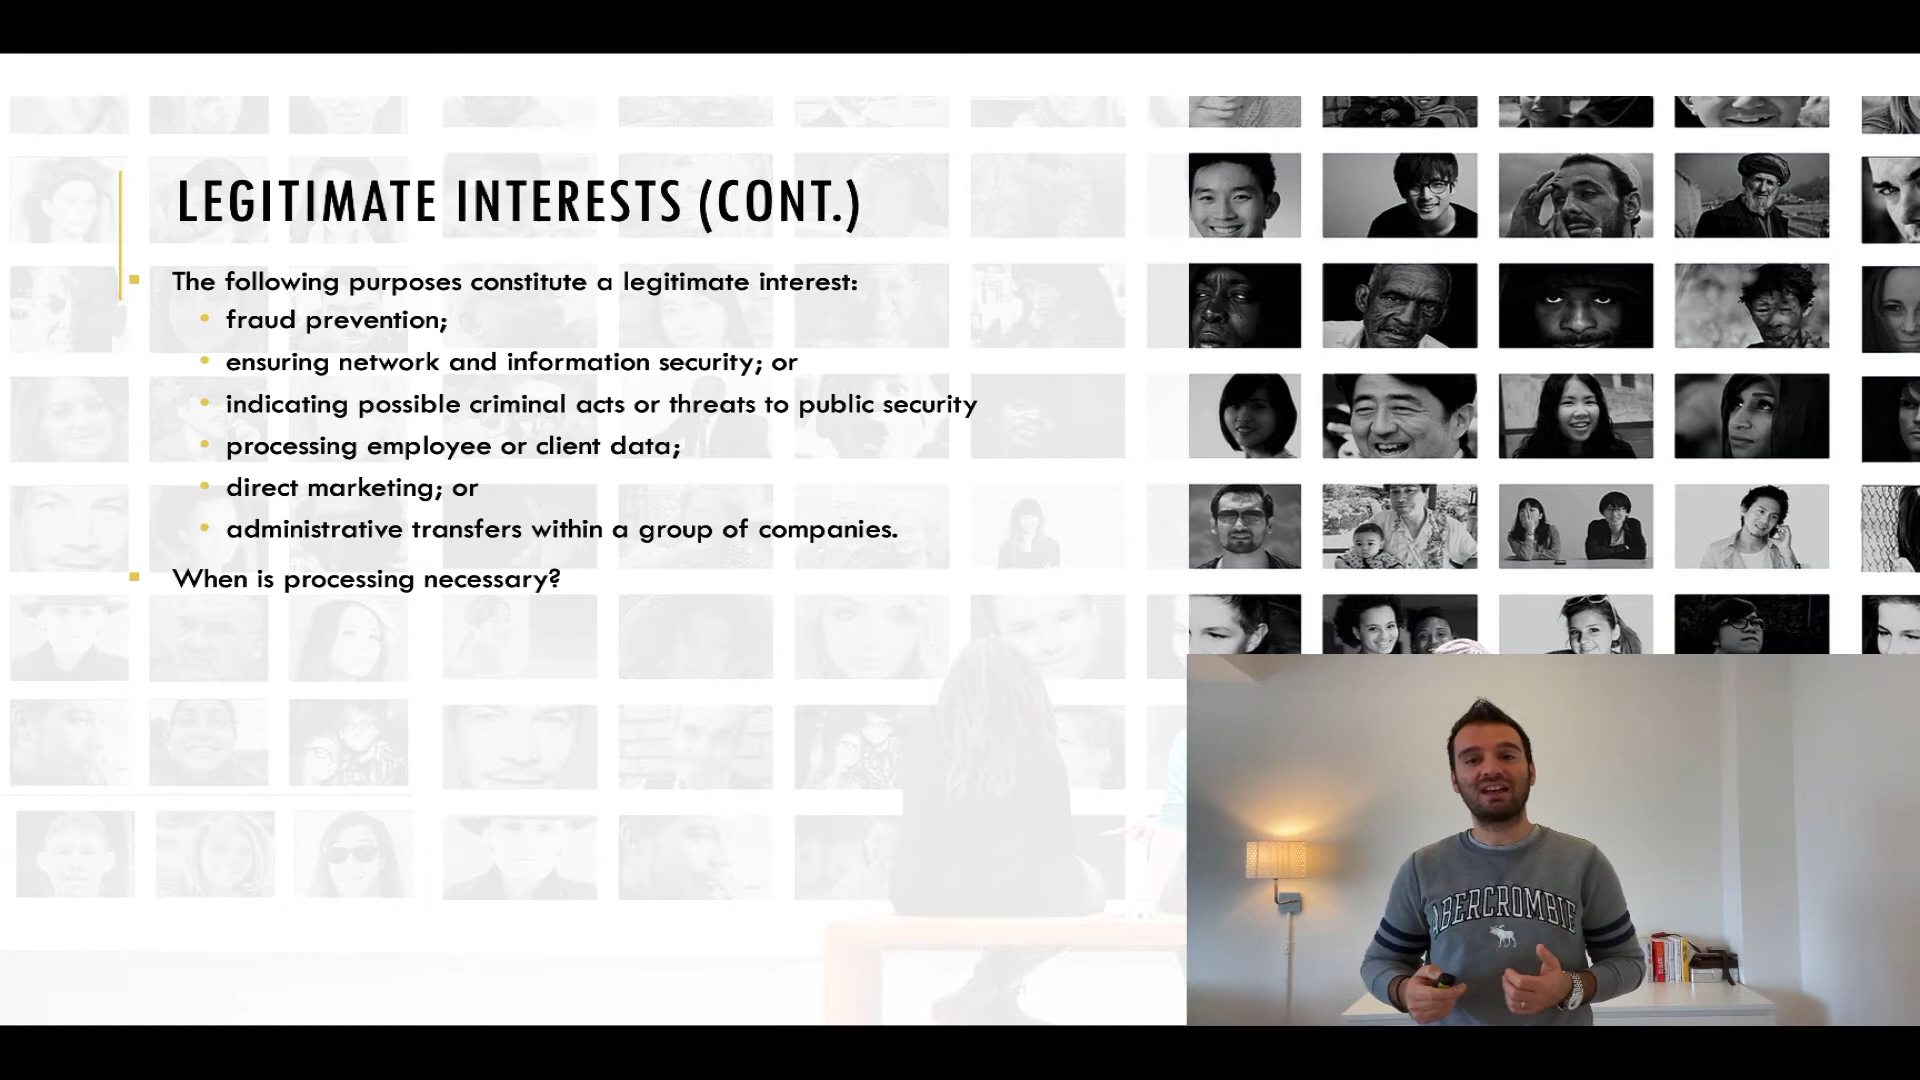 LEGITIMATE INTERESTS (CONT.)
The following purposes constitute a legitimate interest:
fraud prevention;
ensuring network and information security; or
indicating possible criminal acts or threats to public security
processing employee or client data;
direct marketing; or
administrative transfers within a group of companies.
When is processing necessary?
ABERCROMBIE